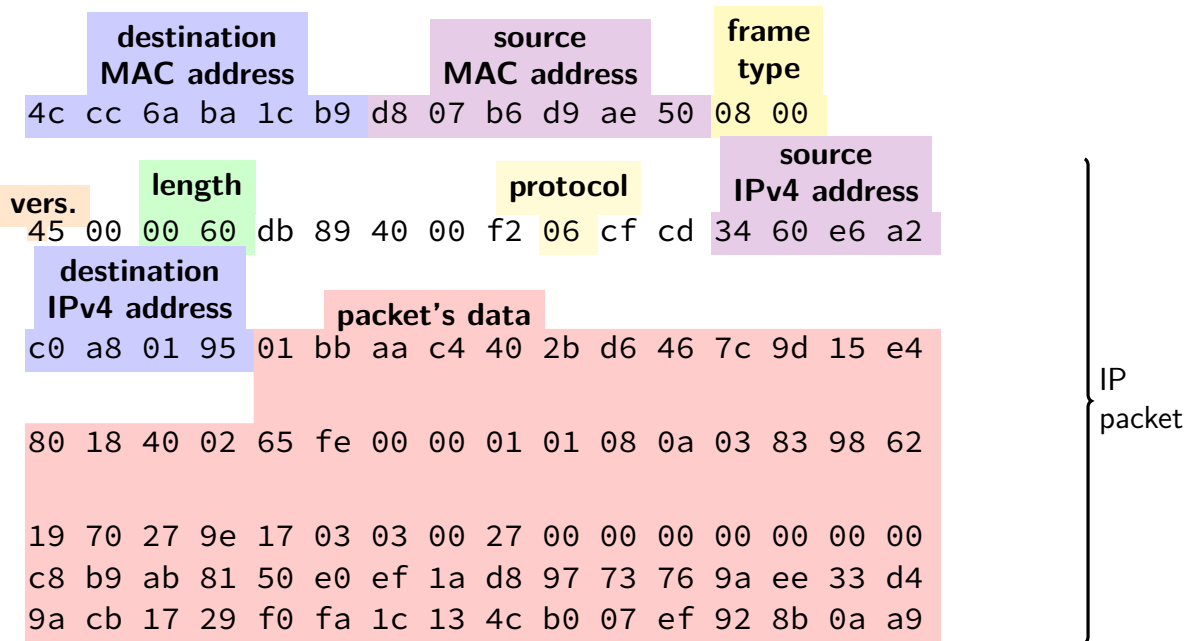 destination
MAC address
source
MAC address
frame
type
4c cc 6a ba 1c b9 d8 07 b6 d9 ae 50 08 00
vers.
length
protocol
source
IPv4 address
45 00 00 60 db 89 40 00 f2 06 cf cd 34 60 e6 a2
destination
IPv4 address
packet's data
c0 a8 01 95 01 bb aa c4 40 2b d6 46 7c 9d 15 e4
80 18 40 02 65 fe 00 00 01 01 08 0a 03 83 98 62
19 70 27 9e 17 03 03 00 27 00 00 00 00 00 00 00
c8 b9 ab 81 50 e0 ef 1a d8 97 73 76 9a ee 33 d4
9a cb 17 29 f0 fa 1c 13 4c b0 07 ef 92 8b 0a a9
IP
packet